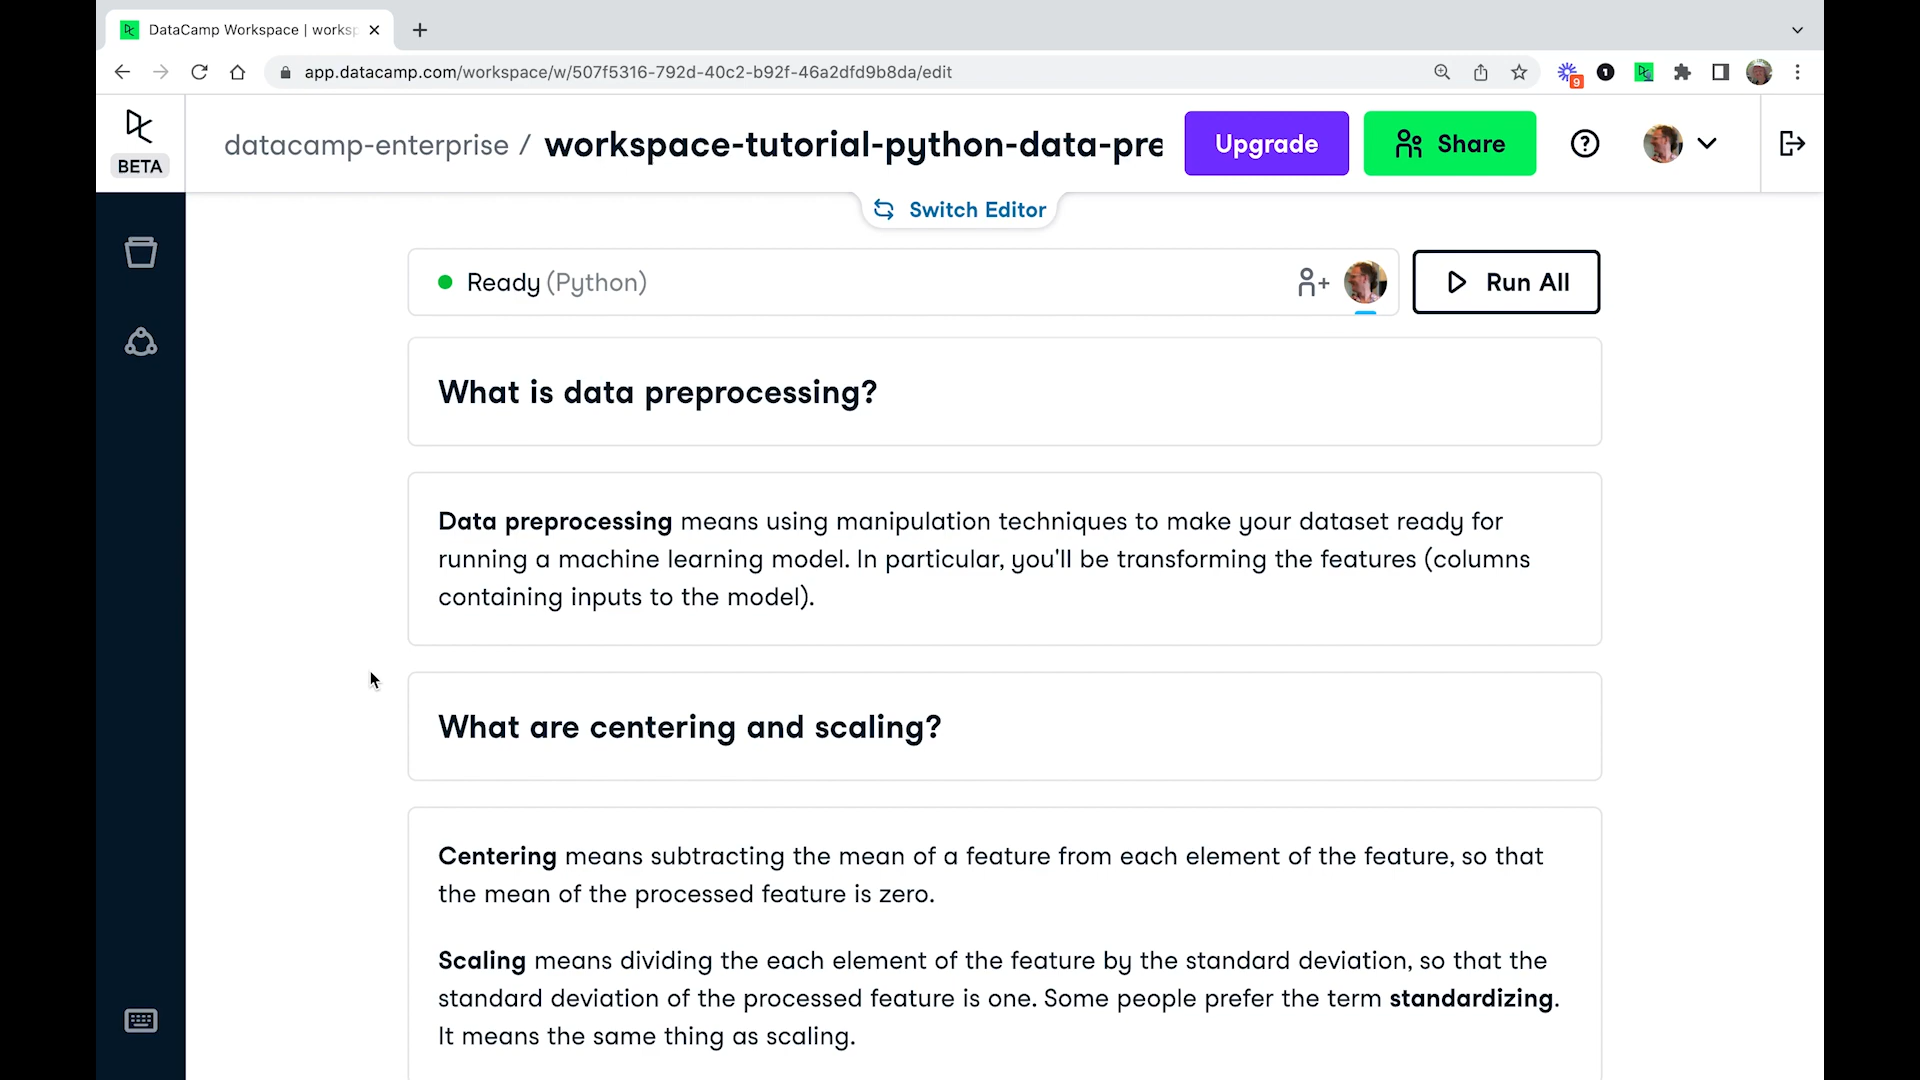 DataCamp Workspace | works
app.datacamp.com/workspace/w/507f5316-792d-40c2-b92f-46a2dfd9b8da/edit
9
1
BETA
datacamp-enterprise / workspace-tutorial-python-data-pre
Upgrade
Share
Switch Editor
Ready (Python)
Run All
What is data preprocessing?
Data preprocessing means using manipulation techniques to make your dataset ready for
running a machine learning model. In particular, you'll be transforming the features (columns
containing inputs to the model).
What are centering and scaling?
Centering means subtracting the mean of a feature from each element of the feature, so that
the mean of the processed feature is zero.
Scaling means dividing the each element of the feature by the standard deviation, so that the
standard deviation of the processed feature is one. Some people prefer the term standardizing.
It means the same thing as scaling.